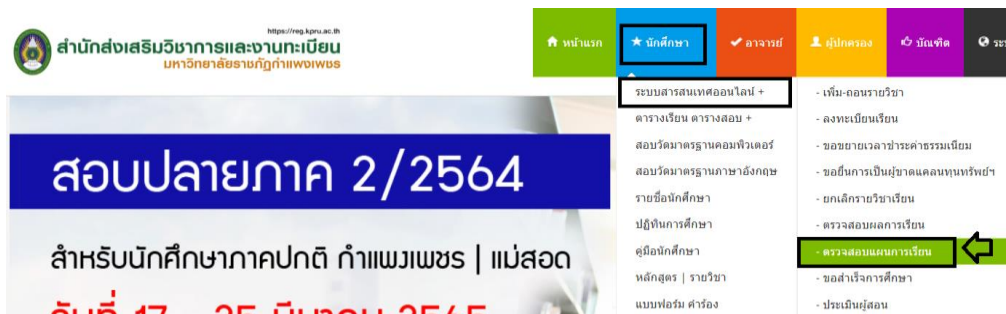 https://reg.kpru.ac.th
สำนักส่งเสริมวิชาการและงานทะเบียน
มหาวิทยาลัยราชภัฏกำแพงเพชร
หน้าแรก
นักศึกษา
อาจารย์
ผู้ปกครอง
บัณฑิต
ระบบสารสนเทศออนไลน์ +
ตารางเรียน ตารางสอบ +
สอบวัดมาตรฐานคอมพิวเตอร์
สอบวัดมาตรฐานภาษาอังกฤษ
รายชื่อนักศึกษา
ปฏิทินการศึกษา
คู่มือนักศึกษา
หลักสูตร | รายวิชา
แบบฟอร์ม คำร้อง
- เพิ่ม-ถอนรายวิชา
- ลงทะเบียนเรียน
- ขอขยายเวลาชำระค่าธรรมเนียม
- ขอยื่นการเป็นผู้ขาดแคลนทุนทรัพย์ฯ
- ยกเลิกรายวิชาเรียน
- ตรวจสอบผลการเรียน
- ตรวจสอบแผนการเรียน
- ขอสำเร็จการศึกษา
- ประเมินผู้สอน
สอบปลายภาค 2/2564
สำหรับนักศึกษาภาคปกติ กำแพงเพชร | แม่สอด
วันที่ 17 - 25 มีนาคม 2565